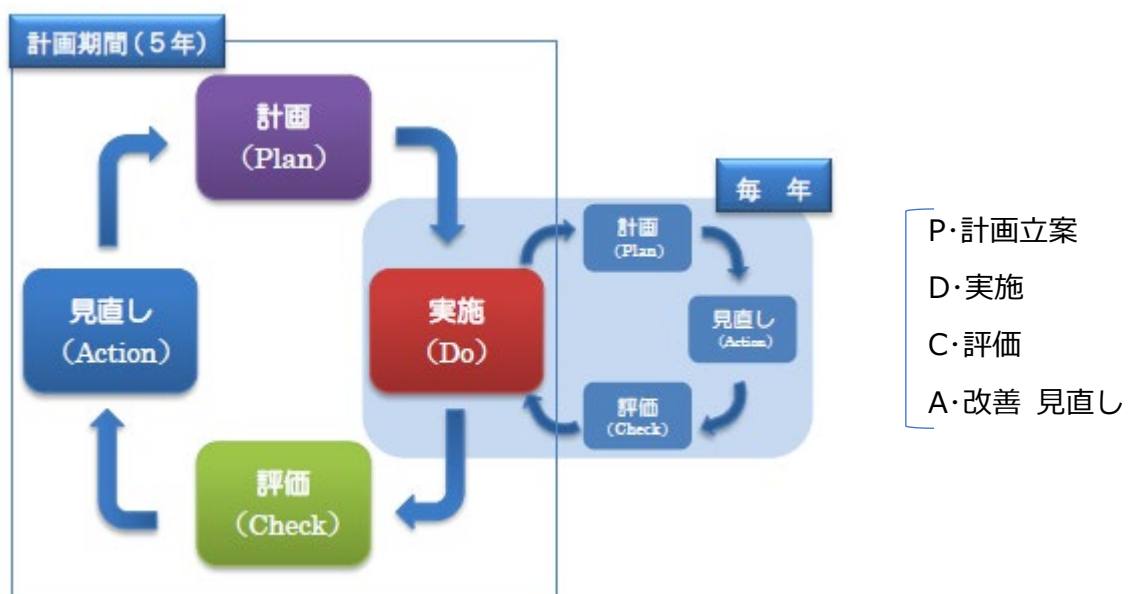 計画期間(5年)
計画
(Plan)
毎 年
計画
(Plan)
見直し
(Action)
実施
(Do)
見直し
(Action)
評価
(Check)
評価
(Check)
P・計画立案
D・実施
C・評価
A・改善 見直し